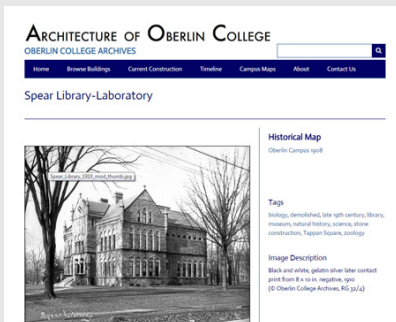 ARCHITECTURE OF OBERLIN COLLEGE
OBERLIN COLLEGE ARCHIVES
Home Browse Buildings Current Construction Timeline Campus Maps About Contact Us
Spear Library-Laboratory
Historical Map
Oberlin Campus 1908
Spear_Library_1910_mod_thumb.jpg
Tags
biology, demolished, late 19th century, library,
museum, natural history, science, stone
construction, Tappan Square, zoology
Image Description
Black and white, gelatin silver later contact
print from 8 x 10 in. negative, 1910
(© Oberlin College Archives, RG 32/4)